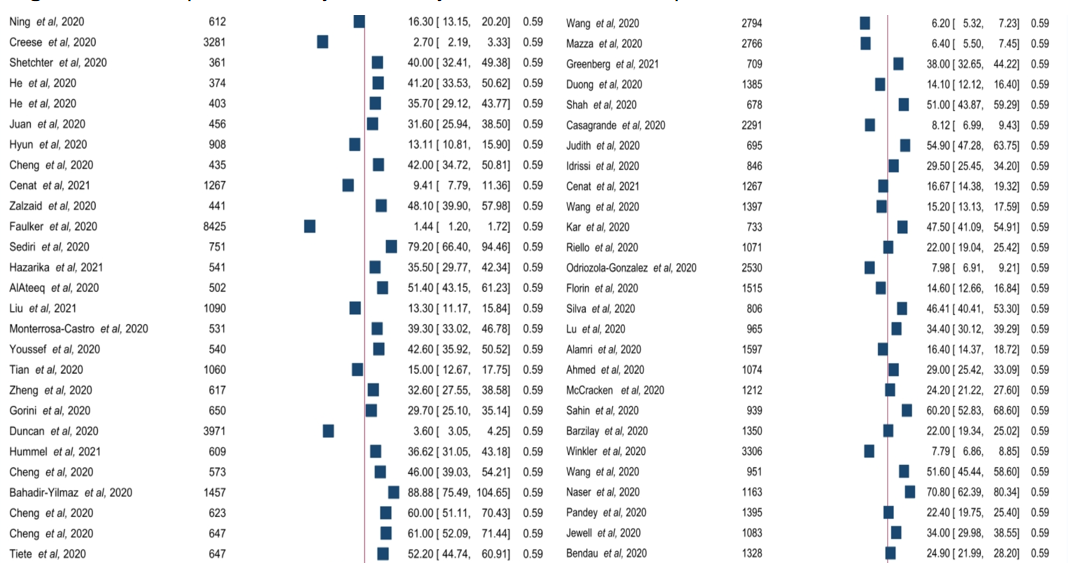 Ning et al, 2020 612 16.30 [ 13.15, 20.20] 0.59
Creese et al, 2020 3281 2.70 [ 2.19, 3.33] 0.59
Shetchter et al, 2020 361 40.00 [ 32.41, 49.38] 0.59
He et al, 2020 374 41.20 [ 33.53, 50.62] 0.59
He et al, 2020 403 35.70 [ 29.12, 43.77] 0.59
Juan et al, 2020 456 31.60 [ 25.94, 38.50] 0.59
Hyun et al, 2020 908 13.11 [ 10.81, 15.90] 0.59
Cheng et al, 2020 435 42.00 [ 34.72, 50.81] 0.59
Cenat et al, 2021 1267 9.41 [ 7.79, 11.36] 0.59
Zalzaid et al, 2020 441 48.10 [ 39.90, 57.98] 0.59
Faulker et al, 2020 8425 1.44 [ 1.20, 1.72] 0.59
Sediri et al, 2020 751 79.20 [ 66.40, 94.46] 0.59
Hazarika et al, 2021 541 35.50 [ 29.77, 42.34] 0.59
AlAteeq et al, 2020 502 51.40 [ 43.15, 61.23] 0.59
Liu et al, 2021 1090 13.30 [ 11.17, 15.84] 0.59
Monterrosa-Castro et al, 2020 531 39.30 [ 33.02, 46.78] 0.59
Youssef et al, 2020 540 42.60 [ 35.92, 50.52] 0.59
Tian et al, 2020 1060 15.00 [ 12.67, 17.75] 0.59
Zheng et al, 2020 617 32.60 [ 27.55, 38.58] 0.59
Gorini et al, 2020 650 29.70 [ 25.10, 35.14] 0.59
Duncan et al, 2020 3971 3.60 [ 3.05, 4.25] 0.59
Hummel et al, 2021 609 36.62 [ 31.05, 43.18] 0.59
Cheng et al, 2020 573 46.00 [ 39.03, 54.21] 0.59
Bahadir-Yilmaz et al, 2020 1457 88.88 [ 75.49, 104.65] 0.59
Cheng et al, 2020 623 60.00 [ 51.11, 70.43] 0.59
Cheng et al, 2020 647 61.00 [ 52.09, 71.44] 0.59
Tiete et al, 2020 647 52.20 [ 44.74, 60.91] 0.59
Wang et al, 2020 2794 6.20 [ 5.32, 7.23] 0.59
Mazza et al, 2020 2766 6.40 [ 5.50, 7.45] 0.59
Greenberg et al, 2021 709 38.00 [ 32.65, 44.22] 0.59
Duong et al, 2020 1385 14.10 [ 12.12, 16.40] 0.59
Shah et al, 2020 678 51.00 [ 43.87, 59.29] 0.59
Casagrande et al, 2020 2291 8.12 [ 6.99, 9.43] 0.59
Judith et al, 2020 695 54.90 [ 47.28, 63.75] 0.59
Idrissi et al, 2020 846 29.50 [ 25.45, 34.20] 0.59
Cenat et al, 2021 1267 16.67 [ 14.38, 19.32] 0.59
Wang et al, 2020 1397 15.20 [ 13.13, 17.59] 0.59
Kar et al, 2020 733 47.50 [ 41.09, 54.91] 0.59
Riello et al, 2020 1071 22.00 [ 19.04, 25.42] 0.59
Odriozola-Gonzalez et al, 2020 2530 7.98 [ 6.91, 9.21] 0.59
Florin et al, 2020 1515 14.60 [ 12.66, 16.84] 0.59
Silva et al, 2020 806 46.41 [ 40.41, 53.30] 0.59
Lu et al, 2020 965 34.40 [ 30.12, 39.29] 0.59
Alamri et al, 2020 1597 16.40 [ 14.37, 18.72] 0.59
Ahmed et al, 2020 1074 29.00 [ 25.42, 33.09] 0.59
McCracken et al, 2020 1212 24.20 [ 21.22, 27.60] 0.59
Sahin et al, 2020 939 60.20 [ 52.83, 68.60] 0.59
Barzilay et al, 2020 1350 22.00 [ 19.34, 25.02] 0.59
Winkler et al, 2020 3306 7.79 [ 6.86, 8.85] 0.59
Wang et al, 2020 951 51.60 [ 45.44, 58.60] 0.59
Naser et al, 2020 1163 70.80 [ 62.39, 80.34] 0.59
Pandey et al, 2020 1395 22.40 [ 19.75, 25.40] 0.59
Jewell et al, 2020 1083 34.00 [ 29.98, 38.55] 0.59
Bendau et al, 2020 1328 24.90 [ 21.99, 28.20] 0.59